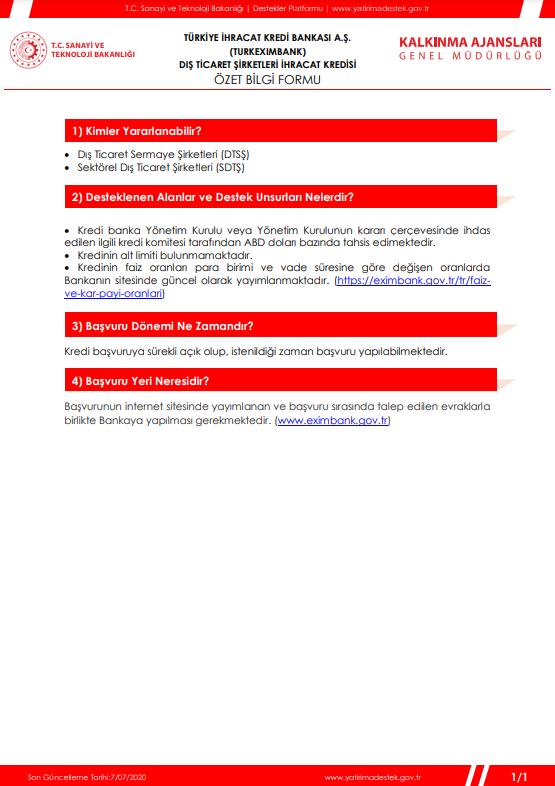 T.C. Sanayi ve Teknoloji Bakanlığı | Destekler Platformu | www.yatirimadestek.gov.tr
T.C. SANAYİ VE
TEKNOLOJİ BAKANLIĞI
TÜRKİYE İHRACAT KREDİ BANKASI A.Ş.
(TURKEXIMBANK)
DIŞ TİCARET ŞİRKETLERİ İHRACAT KREDİSİ
ÖZET BİLGİ FORMU
KALKINMA AJANSLARI
GENEL MÜDÜRLÜĞÜ
1) Kimler Yararlanabilir?
• Dış Ticaret Sermaye Şirketleri (DTSŞ)
• Sektörel Dış Ticaret Şirketleri (SDTŞ)
2) Desteklenen Alanlar ve Destek Unsurları Nelerdir?
• Kredi banka Yönetim Kurulu veya Yönetim Kurulunun kararı çerçevesinde ihdas
edilen ilgili kredi komitesi tarafından ABD doları bazında tahsis edimektedir.
• Kredinin alt limiti bulunmamaktadır.
• Kredinin faiz oranları para birimi ve vade süresine göre değişen oranlarda
Bankanın sitesinde güncel olarak yayımlanmaktadır. (https://eximbank.gov.tr/tr/faiz-
ve-kar-payi-oranlari)
3) Başvuru Dönemi Ne Zamandır?
Kredi başvuruya sürekli açık olup, istenildiği zaman başvuru yapılabilmektedir.
4) Başvuru Yeri Neresidir?
Başvurunun internet sitesinde yayımlanan ve başvuru sırasında talep edilen evraklarla
birlikte Bankaya yapılması gerekmektedir. (www.eximbank.gov.tr)
Son Güncelleme Tarihi:7/07/2020
www.yatirimadestek.gov.tr
1/1